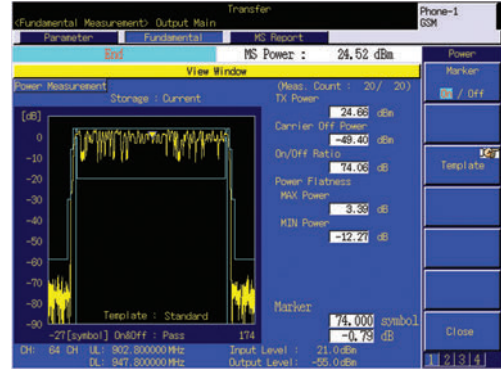 Transfer
Phone-1
<Fundamental Measurement> Output Main
GSM
Parameter
Fundamental
MS Report
End
MS Power : 24.52 dBm
Power
View Window
Marker
/ Off
Power Measurement
(Meas. Count : 20/ 20)
Storage : Current
TX Power
24.66 dBm
[dB]
Carrier Off Power
-49.40 dBm
0
On/Off Ratio
-10
74.06 dB
Template
-20
Power Flatness
-30
MAX Power
3.39 dB
-40
MIN Power
-12.27 dB
-50
-60
-70
-80
Marker
Template : Standard
74.000 symbol
-90
-27[symbol] On&Off : Pass 174
-0.79 dB
Close
CH: 64 CH UL: 902.800000MHz Input Level : 21.0dBm
DL: 947.800000MHz Output Level: -55.0dBm
1 2 3 4